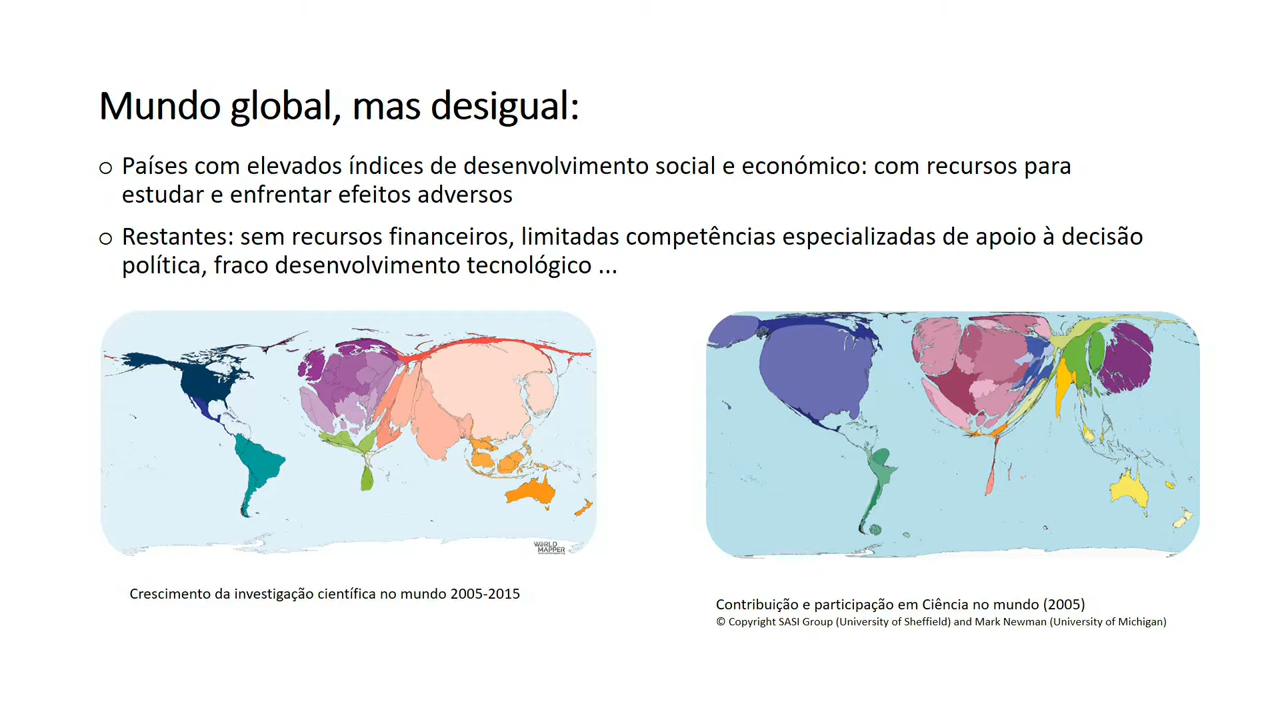 Mundo global, mas desigual:
o Países com elevados índices de desenvolvimento social e económico: com recursos para
estudar e enfrentar efeitos adversos
o Restantes: sem recursos financeiros, limitadas competências especializadas de apoio à decisão
política, fraco desenvolvimento tecnológico ...
WORLD
MAPPER
Crescimento da investigação científica no mundo 2005-2015
Contribuição e participação em Ciência no mundo (2005)
© Copyright SASI Group (University of Sheffield) and Mark Newman (University of Michigan)